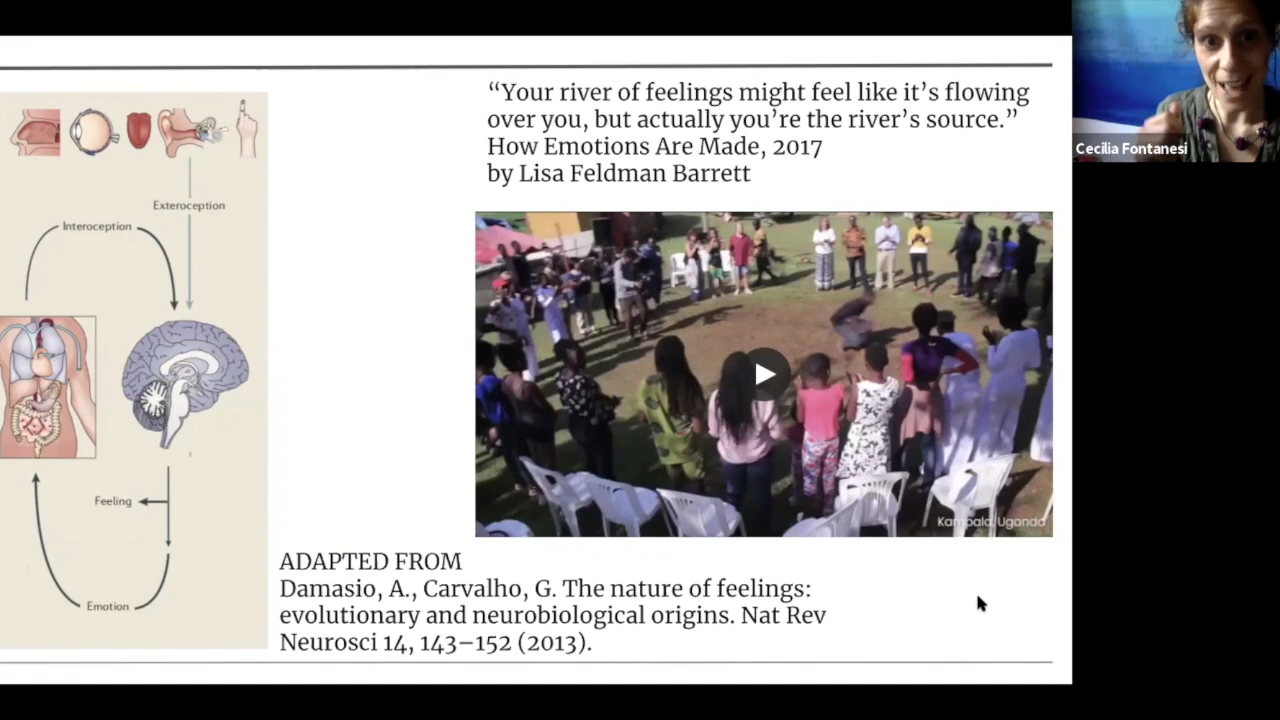 Exteroception
Interoception
Feeling
Emotion
“Your river of feelings might feel like it’s flowing
over you, but actually you’re the river’s source.”
How Emotions Are Made, 2017
by Lisa Feldman Barrett
Kampala, Uganda
ADAPTED FROM
Damasio, A., Carvalho, G. The nature of feelings:
evolutionary and neurobiological origins. Nat Rev
Neurosci 14, 143–152 (2013).
Cecilia Fontanesi